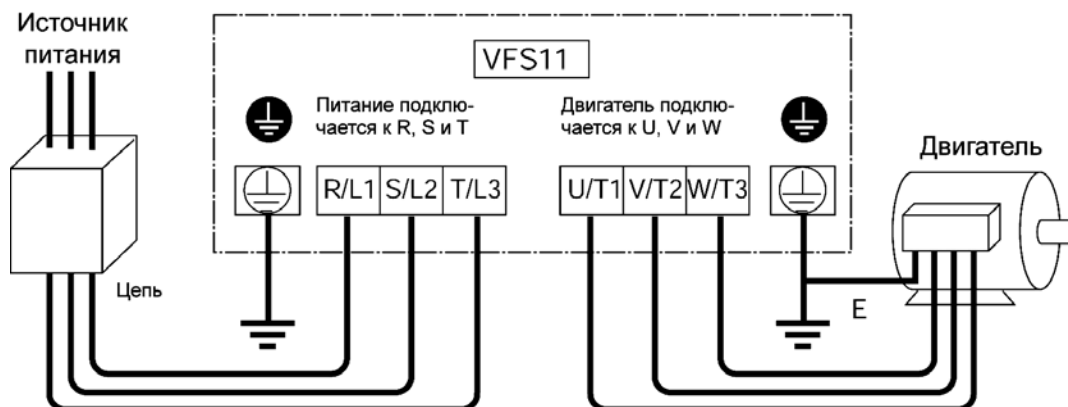 Источник
питания
VFS11
Питание подклю-
чается к R, S и T
Двигатель подклю-
чается к U, V и W
Двигатель
R/L1 S/L2 T/L3
U/T1 V/T2 W/T3
Цепь
E